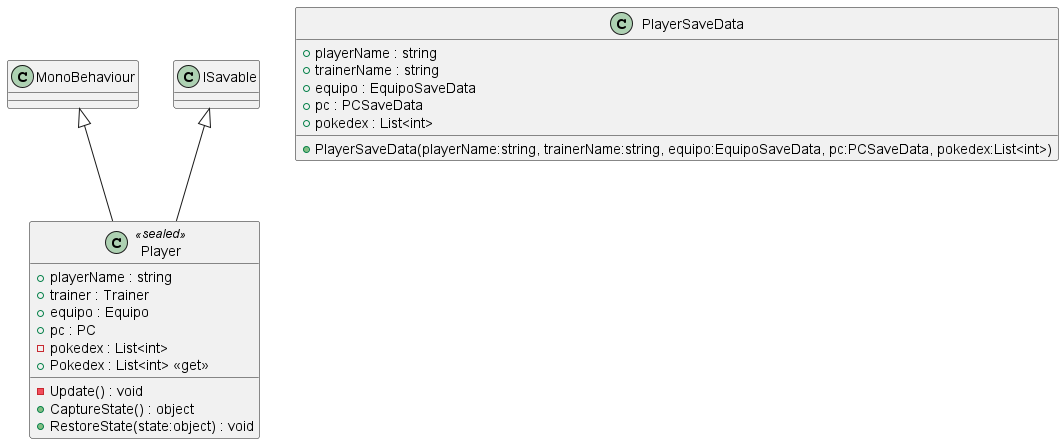 C MonoBehaviour
C ISavable
C «sealed»
Player
playerName : string
trainer : Trainer
equipo : Equipo
pc : PC
pokedex : List<int>
Pokedex : List<int> «get»
Update() : void
CaptureState() : object
RestoreState(state:object) : void
C PlayerSaveData
playerName : string
trainerName : string
equipo : EquipoSaveData
pc : PCSaveData
pokedex : List<int>
PlayerSaveData(playerName:string, trainerName:string, equipo:EquipoSaveData, pc:PCSaveData, pokedex:List<int>)